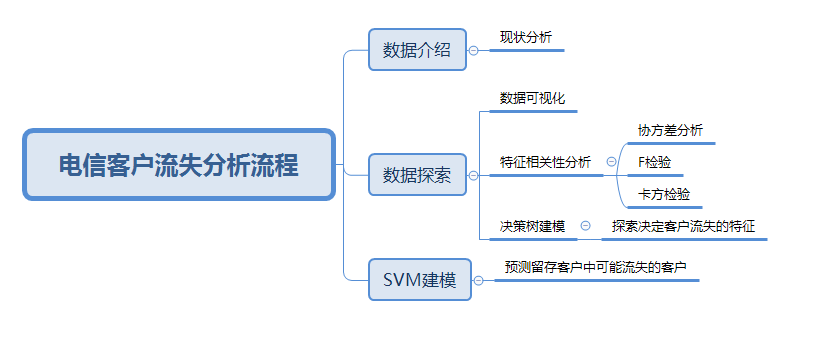 电信客户流失分析流程
数据介绍
现状分析
数据探索
数据可视化
特征相关性分析
协方差分析
F检验
卡方检验
决策树建模
探索决定客户流失的特征
SVM建模
预测留存客户中可能流失的客户